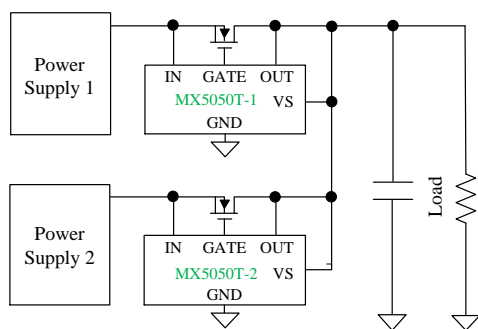 Power
Supply 1
IN GATE OUT
MX5050T-1 VS
GND
Power
Supply 2
IN GATE OUT
MX5050T-2 VS
GND
Load